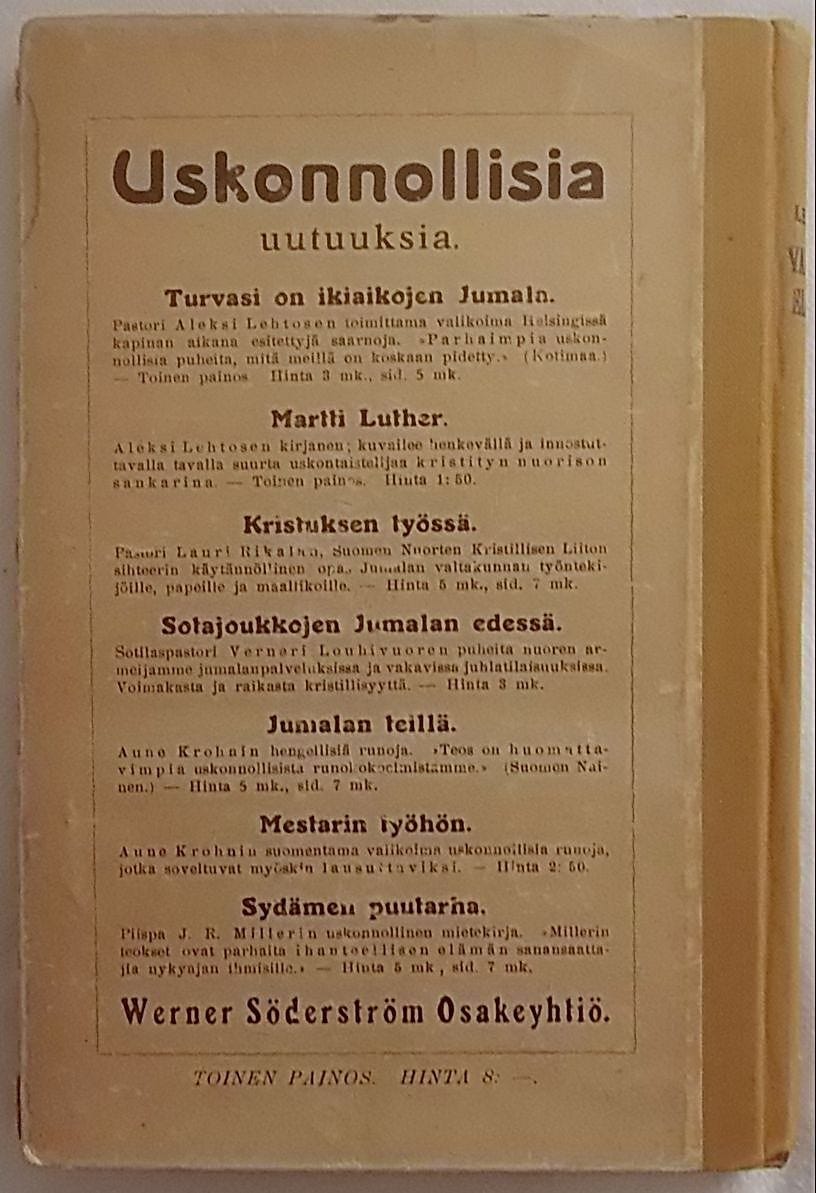 Uskonnollisia
uutuuksia.
Turvasi on ikiaikojen Jumala.
Pastori Aleksi Lehtosen toimittama valikoima Helsingissä
kapinan aikana esitettyjä saarnoja. »Parhaimpia uskon-
nollisia puheita, mitä meillä on koskaan pidetty.» (Kotimaa.)
— Toinen painos Hinta 3 mk., sid. 5 mk.
Martti Luther.
Aleksi Lehtosen kirjanen; kuvailee henkevällä ja innostut-
tavalla tavalla suurta uskontaistelijaa kristityn nuorison
sankarina. — Toinen painos. Hinta 1: 50.
Kristuksen työssä.
Pastori Lauri Rikalan, Suomen Nuorten Kristillisen Liiton
sihteerin käytännöllinen opas Jumalan valtakunnan työnteki-
jöille, papeille ja maallikoille. — Hinta 5 mk., sid. 7 mk.
Sotajoukkojen Jumalan edessä.
Sotilaspastori Verneri Louhivuoren puheita nuoren ar-
meijamme jumalanpalveluksissa ja vakavissa juhlatilaisuuksissa.
Voimakasta ja raikasta kristillisyyttä. — Hinta 3 mk.
Jumalan teillä.
Aune Krohnin hengellisiä runoja. »Teos on huomatta-
vimpia uskonnollisista runokokoelmistamme.» (Suomen Nai-
nen.) — Hinta 5 mk., sid. 7 mk.
Mestarin työhön.
Aune Krohnin suomentama valikoima uskonnollisia runoja,
jotka soveltuvat myöskin lausuttaviksi. — Hinta 2: 50.
Sydämen puutarha.
Piispa J. R. Millerin uskonnollinen mietekirja. »Millerin
teokset ovat parhaita ihanteellisen elämän sanansaatta-
jia nykyajan ihmisille.» — Hinta 5 mk, sid. 7 mk.
Werner Söderström Osakeyhtiö.
TOINEN PAINOS. HINTA 8: —.